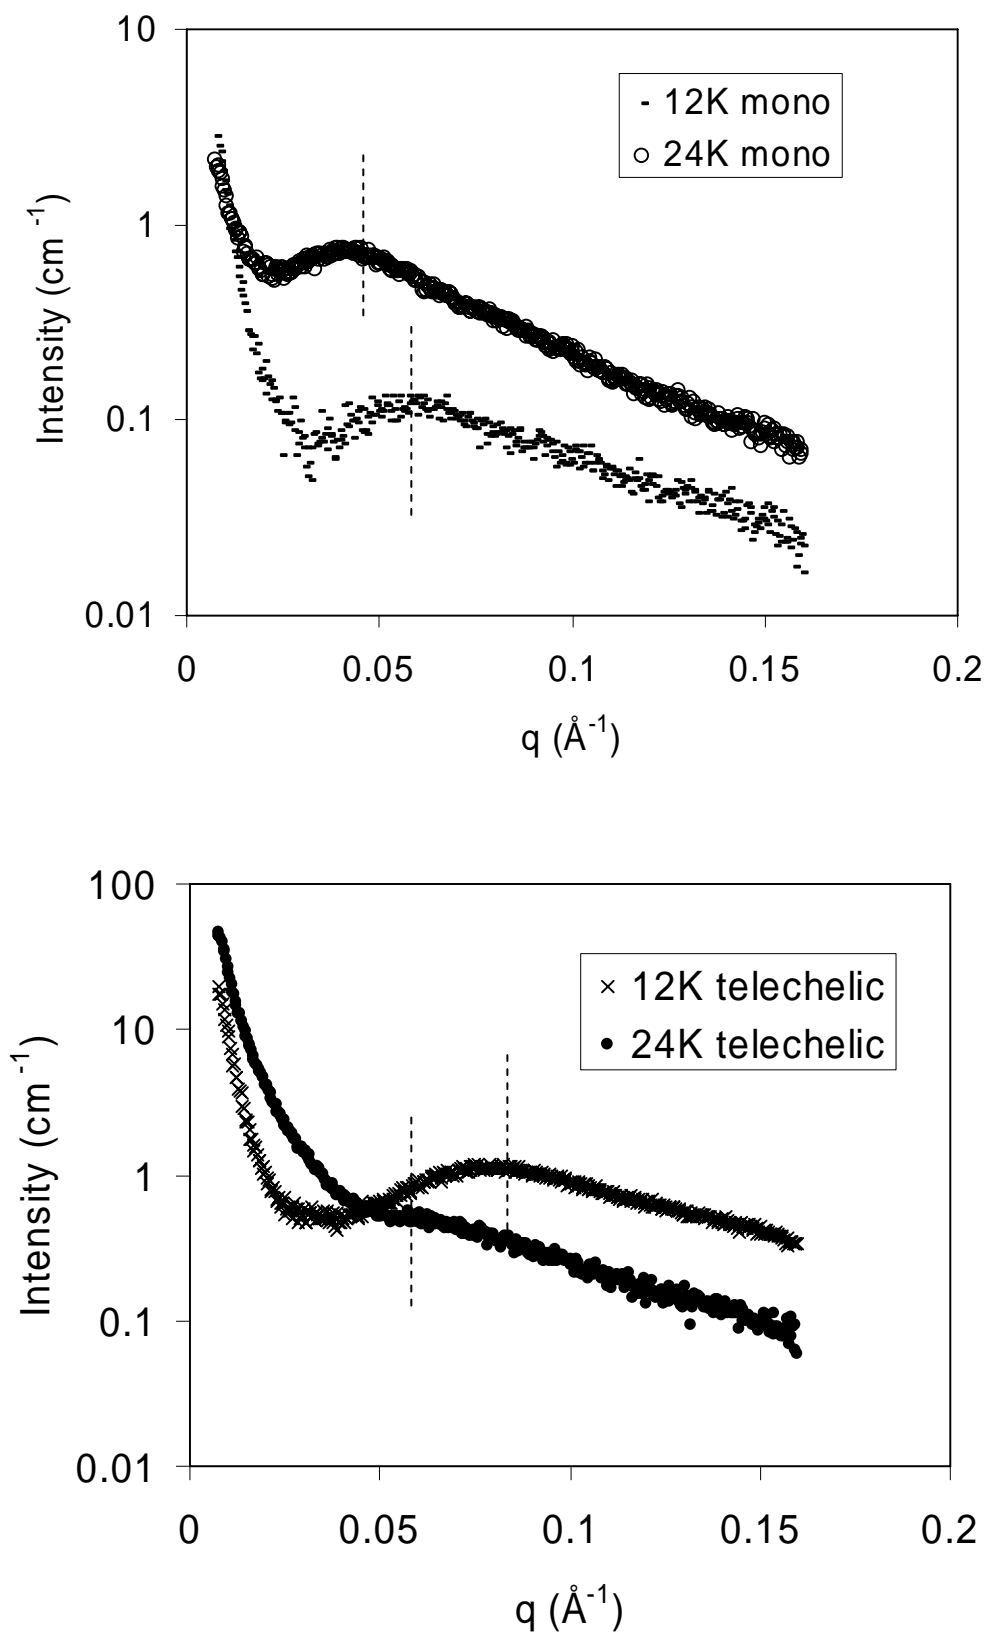 10
12K mono
24K mono
1
Intensity (cm⁻¹)
0.1
0.01
0 0.05 0.1 0.15 0.2
q (Å⁻¹)
100
12K telechelic
10
24K telechelic
Intensity (cm⁻¹)
1
0.1
0.01
0 0.05 0.1 0.15 0.2
q (Å⁻¹)